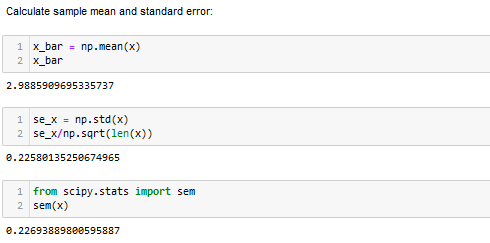 Calculate sample mean and standard error:
1 x_bar = np.mean(x)
2 x_bar
2.9885909695335737
1 se_x = np.std(x)
2 se_x/np.sqrt(len(x))
0.22580135250674965
1 from scipy.stats import sem
2 sem(x)
0.22693889800595887